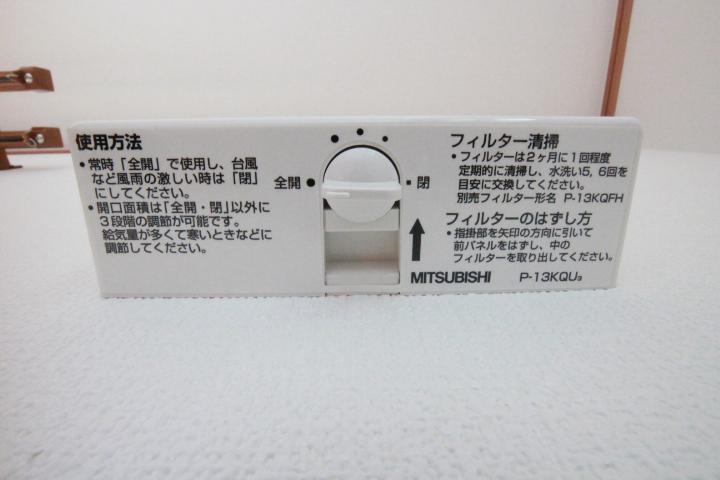 使用方法
・常時「全開」で使用し、台風
など風雨の激しい時は「閉」
にしてください。
・開口面積は「全開・閉」以外に
3段階の調節が可能です。
給気量が多くて寒いときなどに
調節してください。
全開
閉
フィルター清掃
・フィルターは2ヶ月に1回程度
定期的に清掃し、水洗い5, 6回を
目安に交換してください。
別売フィルター形名 P-13KQFH
フィルターのはずし方
・指掛部を矢印の方向に引いて
前パネルをはずし、中の
フィルターを取り出してください。
MITSUBISHI P-13KQU3